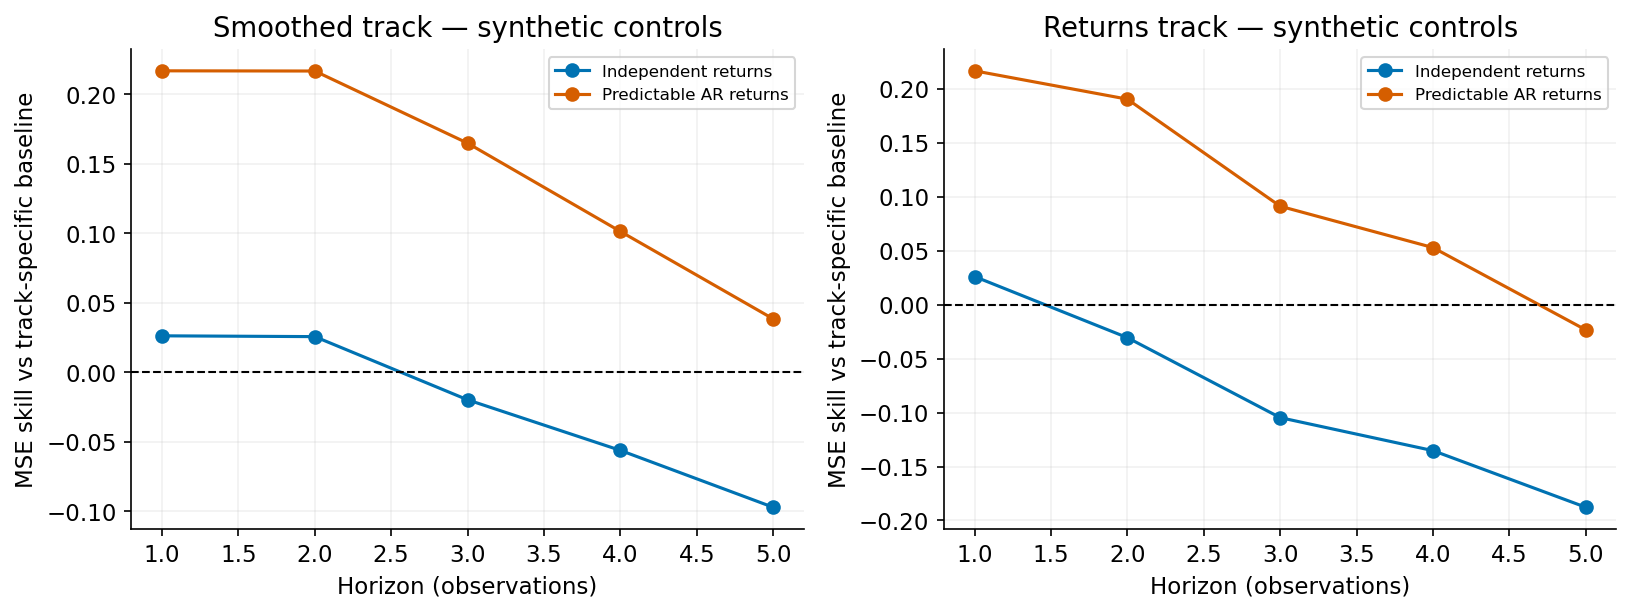 Smoothed track — synthetic controls
MSE skill vs track-specific baseline
0.20
0.15
0.10
0.05
0.00
−0.05
−0.10
Independent returns
Predictable AR returns
1.0 1.5 2.0 2.5 3.0 3.5 4.0 4.5 5.0
Horizon (observations)
Returns track — synthetic controls
MSE skill vs track-specific baseline
0.20
0.15
0.10
0.05
0.00
−0.05
−0.10
−0.15
−0.20
Independent returns
Predictable AR returns
1.0 1.5 2.0 2.5 3.0 3.5 4.0 4.5 5.0
Horizon (observations)